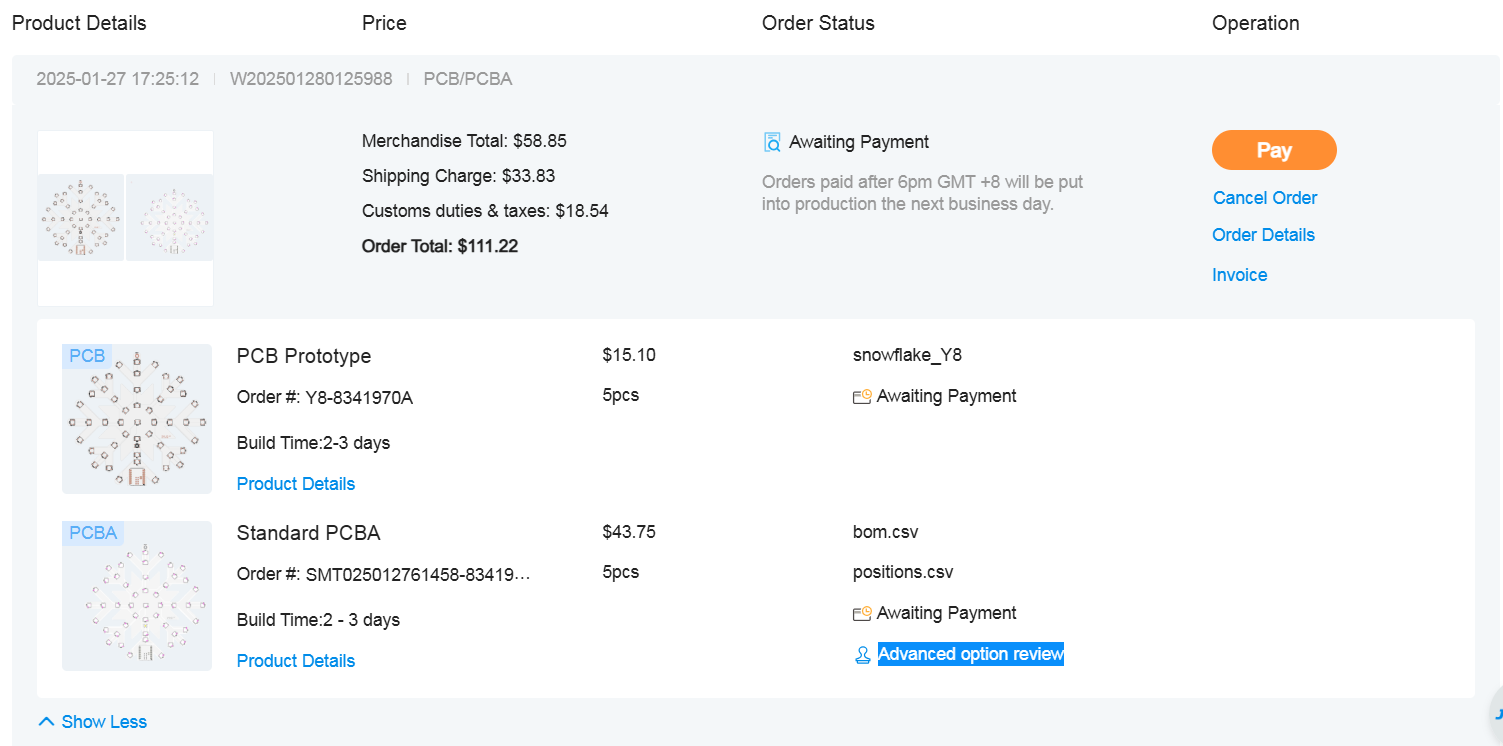 Product Details Price Order Status Operation
2025-01-27 17:25:12 | W202501280125988 | PCB/PCBA
Merchandise Total: $58.85
Shipping Charge: $33.83
Customs duties & taxes: $18.54
Order Total: $111.22
Awaiting Payment
Orders paid after 6pm GMT +8 will be put
into production the next business day.
Pay
Cancel Order
Order Details
Invoice
PCB
PCB Prototype
Order #: Y8-8341970A
Build Time:2-3 days
Product Details
$15.10
5pcs
snowflake_Y8
Awaiting Payment
PCBA
Standard PCBA
Order #: SMT025012761458-83419...
Build Time:2 - 3 days
Product Details
$43.75
5pcs
bom.csv
positions.csv
Awaiting Payment
Advanced option review
Show Less